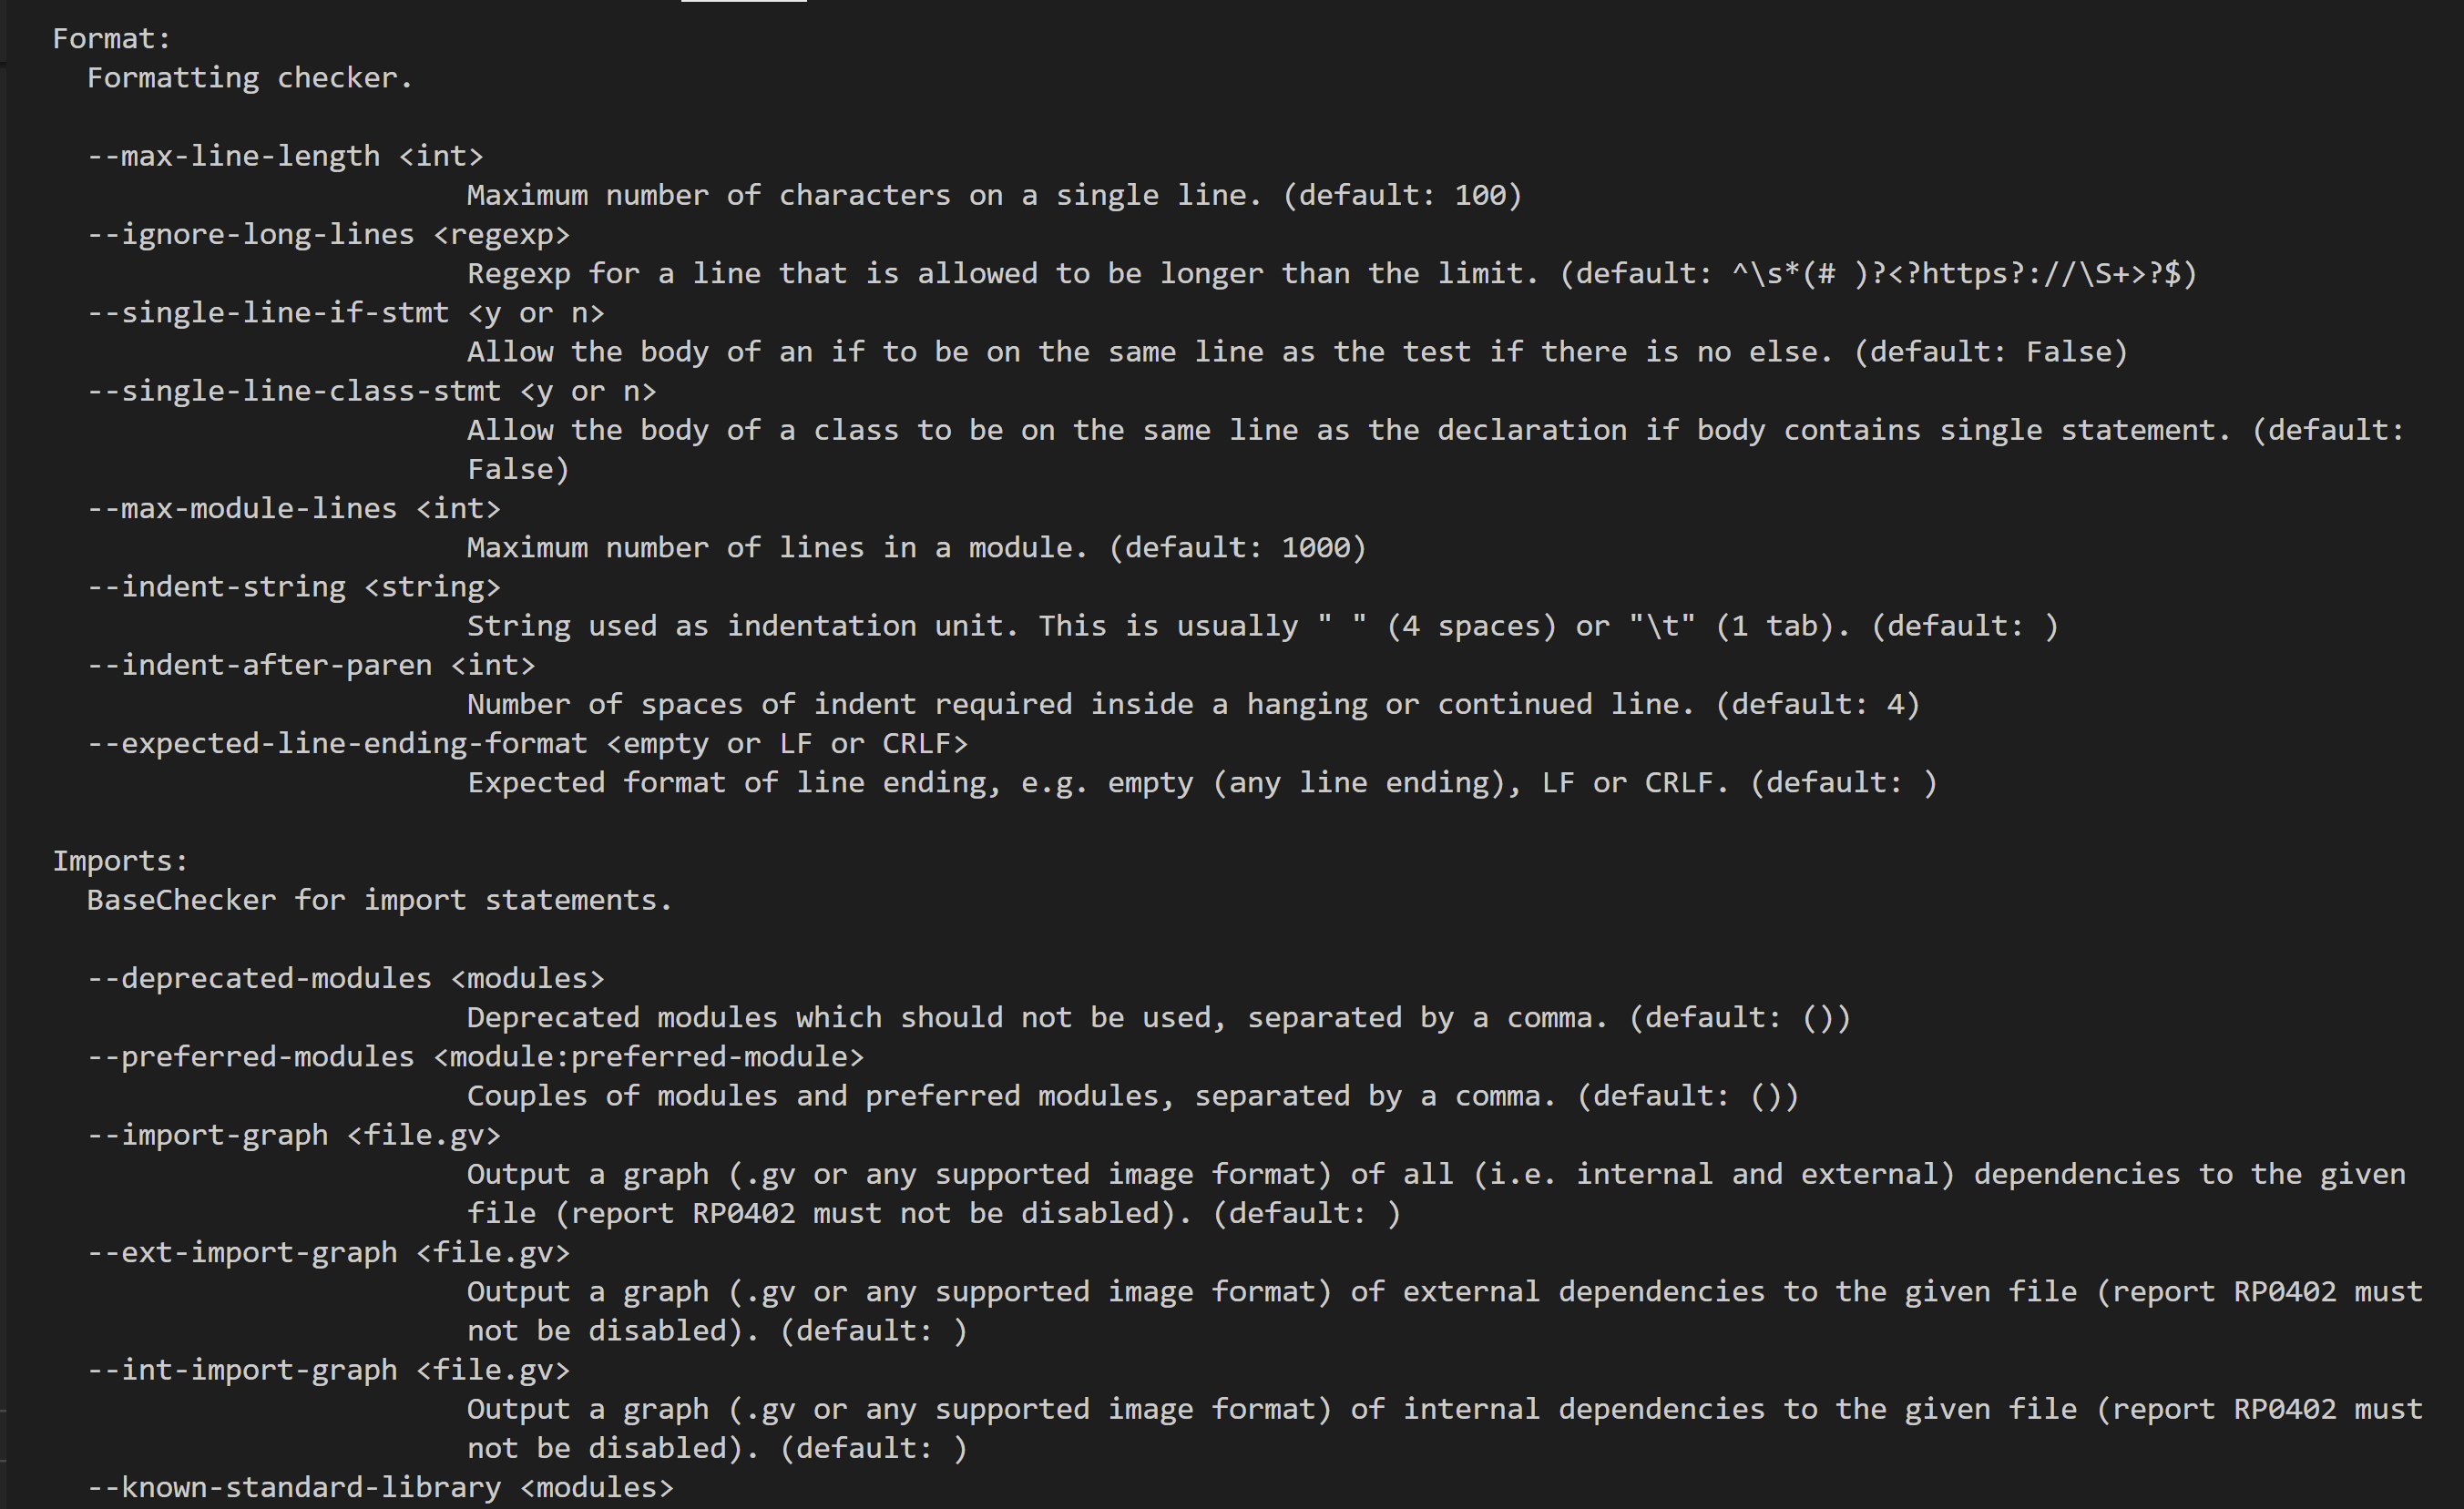 Format:
Formatting checker.
--max-line-length <int>
Maximum number of characters on a single line. (default: 100)
--ignore-long-lines <regexp>
Regexp for a line that is allowed to be longer than the limit. (default: ^\s*(# )?<?https?://\S+>?$)
--single-line-if-stmt <y or n>
Allow the body of an if to be on the same line as the test if there is no else. (default: False)
--single-line-class-stmt <y or n>
Allow the body of a class to be on the same line as the declaration if body contains single statement. (default:
False)
--max-module-lines <int>
Maximum number of lines in a module. (default: 1000)
--indent-string <string>
String used as indentation unit. This is usually " " (4 spaces) or "\t" (1 tab). (default: )
--indent-after-paren <int>
Number of spaces of indent required inside a hanging or continued line. (default: 4)
--expected-line-ending-format <empty or LF or CRLF>
Expected format of line ending, e.g. empty (any line ending), LF or CRLF. (default: )
Imports:
BaseChecker for import statements.
--deprecated-modules <modules>
Deprecated modules which should not be used, separated by a comma. (default: ())
--preferred-modules <module:preferred-module>
Couples of modules and preferred modules, separated by a comma. (default: ())
--import-graph <file.gv>
Output a graph (.gv or any supported image format) of all (i.e. internal and external) dependencies to the given
file (report RP0402 must not be disabled). (default: )
--ext-import-graph <file.gv>
Output a graph (.gv or any supported image format) of external dependencies to the given file (report RP0402 must
not be disabled). (default: )
--int-import-graph <file.gv>
Output a graph (.gv or any supported image format) of internal dependencies to the given file (report RP0402 must
not be disabled). (default: )
--known-standard-library <modules>